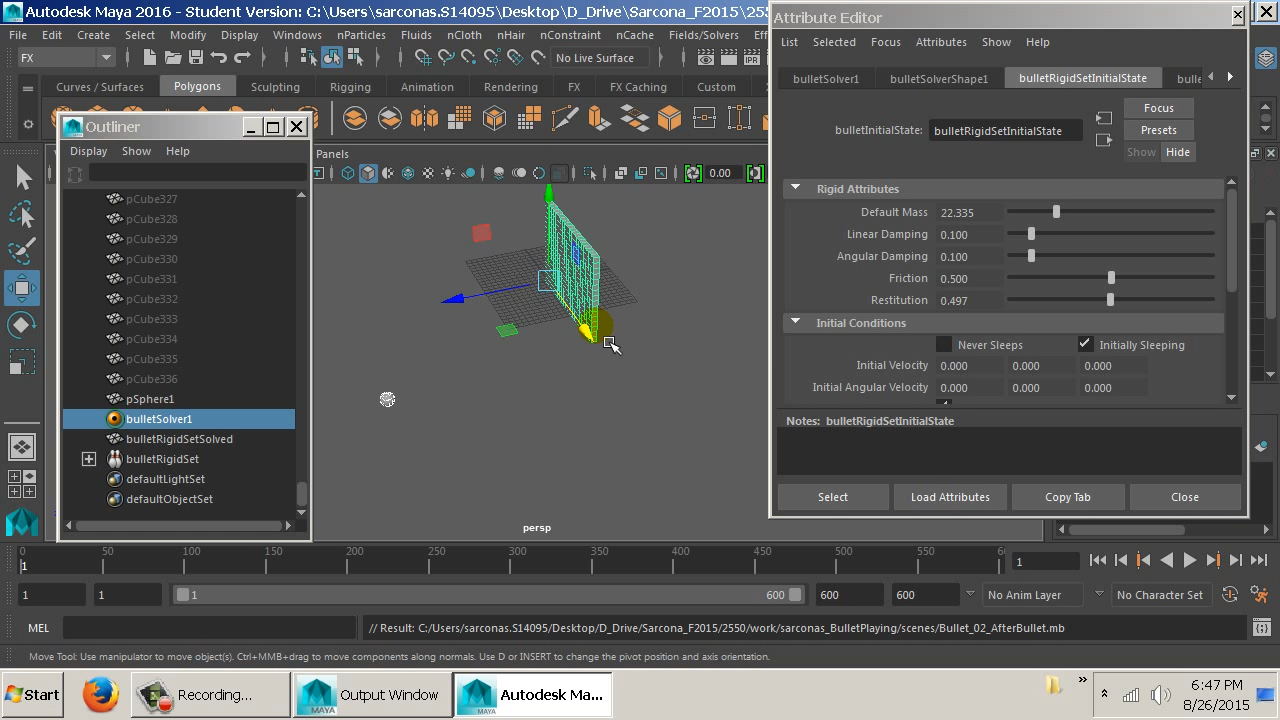 Autodesk Maya 2016 - Student Version: C:\Users\sarconas.S14095\Desktop\D_Drive\Sarcona_F2015\255
File Edit Create Select Modify Display Windows nParticles Fluids nCloth nHair nConstraint nCache Fields/Solvers
FX
No Live Surface
Curves / Surfaces Polygons Sculpting Rigging Animation Rendering FX FX Caching Custom
Outliner
Display Show Help
pCube327
pCube328
pCube329
pCube330
pCube331
pCube332
pCube333
pCube334
pCube335
pCube336
pSphere1
bulletSolver1
bulletRigidSetSolved
bulletRigidSet
defaultLightSet
defaultObjectSet
Panels
0.00
persp
Attribute Editor
List Selected Focus Attributes Show Help
bulletSolver1 bulletSolverShape1 bulletRigidSetInitialState
bulletInitialState: bulletRigidSetInitialState
Focus
Presets
Show Hide
Rigid Attributes
Default Mass 22.335
Linear Damping 0.100
Angular Damping 0.100
Friction 0.500
Restitution 0.497
Initial Conditions
Never Sleeps Initially Sleeping
Initial Velocity 0.000 0.000 0.000
Initial Angular Velocity 0.000 0.000 0.000
Notes: bulletRigidSetInitialState
Select Load Attributes Copy Tab Close
0 50 100 150 200 250 300 350 400 450 500 550
1 1
1 1 1 600 600 600 No Anim Layer No Character Set
MEL // Result: C:/Users/sarconas.S14095/Desktop/D_Drive/Sarcona_F2015/2550/work/sarconas_BulletPlaying/scenes/Bullet_02_AfterBullet.mb
Move Tool: Use manipulator to move object(s). Ctrl+MMB+drag to move components along normals. Use D or INSERT to change the pivot position and axis orientation.
Start Recording... Output Window Autodesk Ma...
6:47 PM
8/26/2015